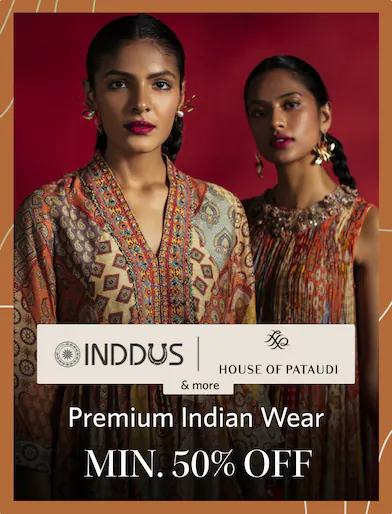 INDDUS
HOUSE OF PATAUDI
& more
Premium Indian Wear
MIN. 50% OFF